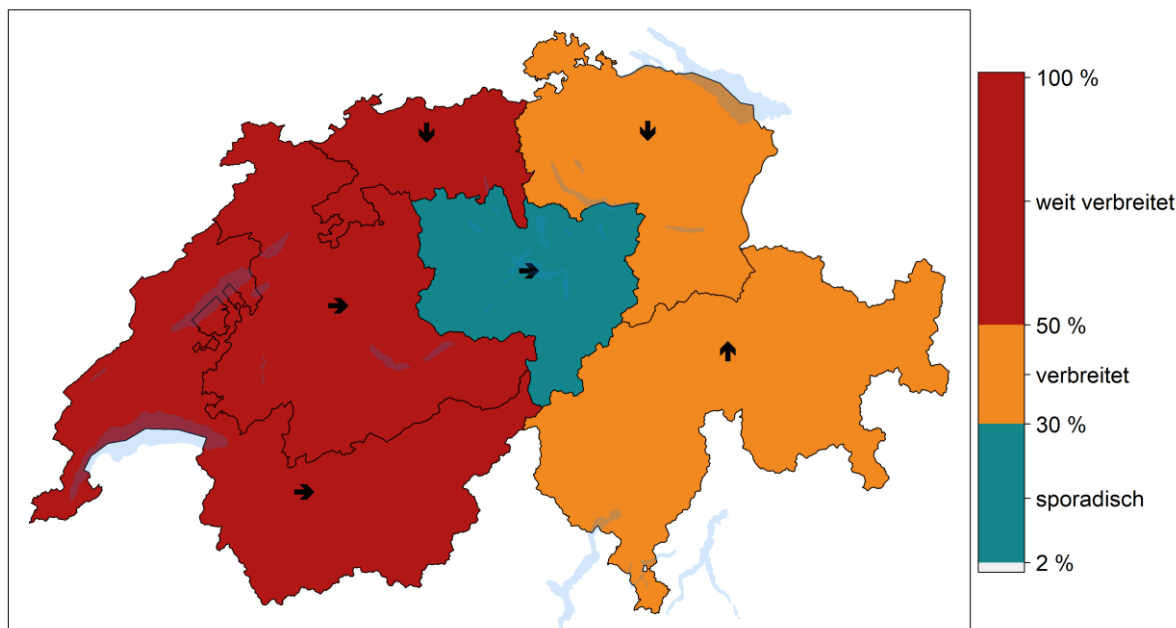 100 %
weit verbreitet
50 %
verbreitet
30 %
sporadisch
2 %